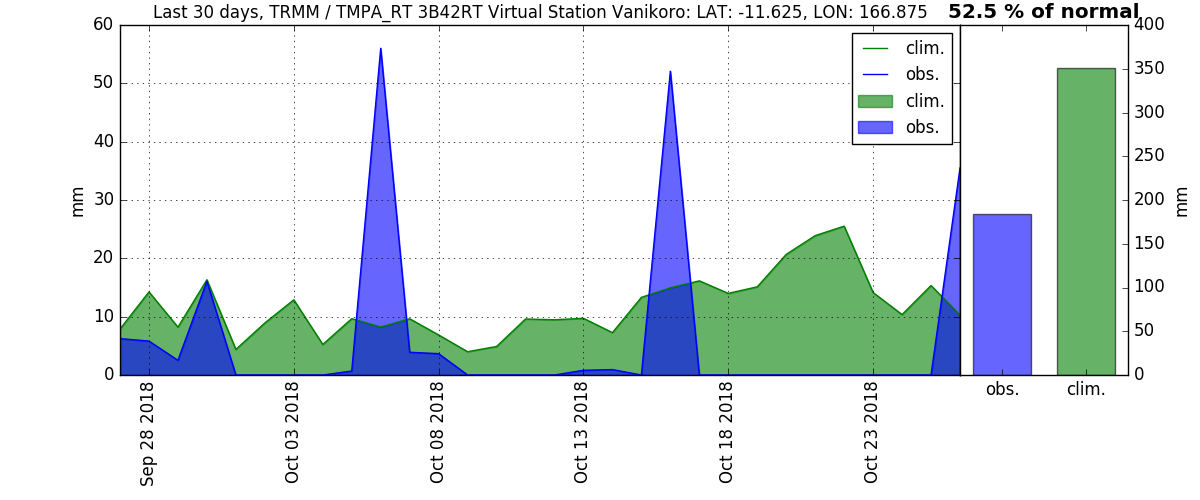 Last 30 days, TRMM / TMPA_RT 3B42RT Virtual Station Vanikoro: LAT: -11.625, LON: 166.875
52.5 % of normal
60
50
40
30
20
10
0
mm
clim.
obs.
clim.
obs.
400
350
300
250
200
150
100
50
0
mm
Sep 28 2018
Oct 03 2018
Oct 08 2018
Oct 13 2018
Oct 18 2018
Oct 23 2018
obs.
clim.